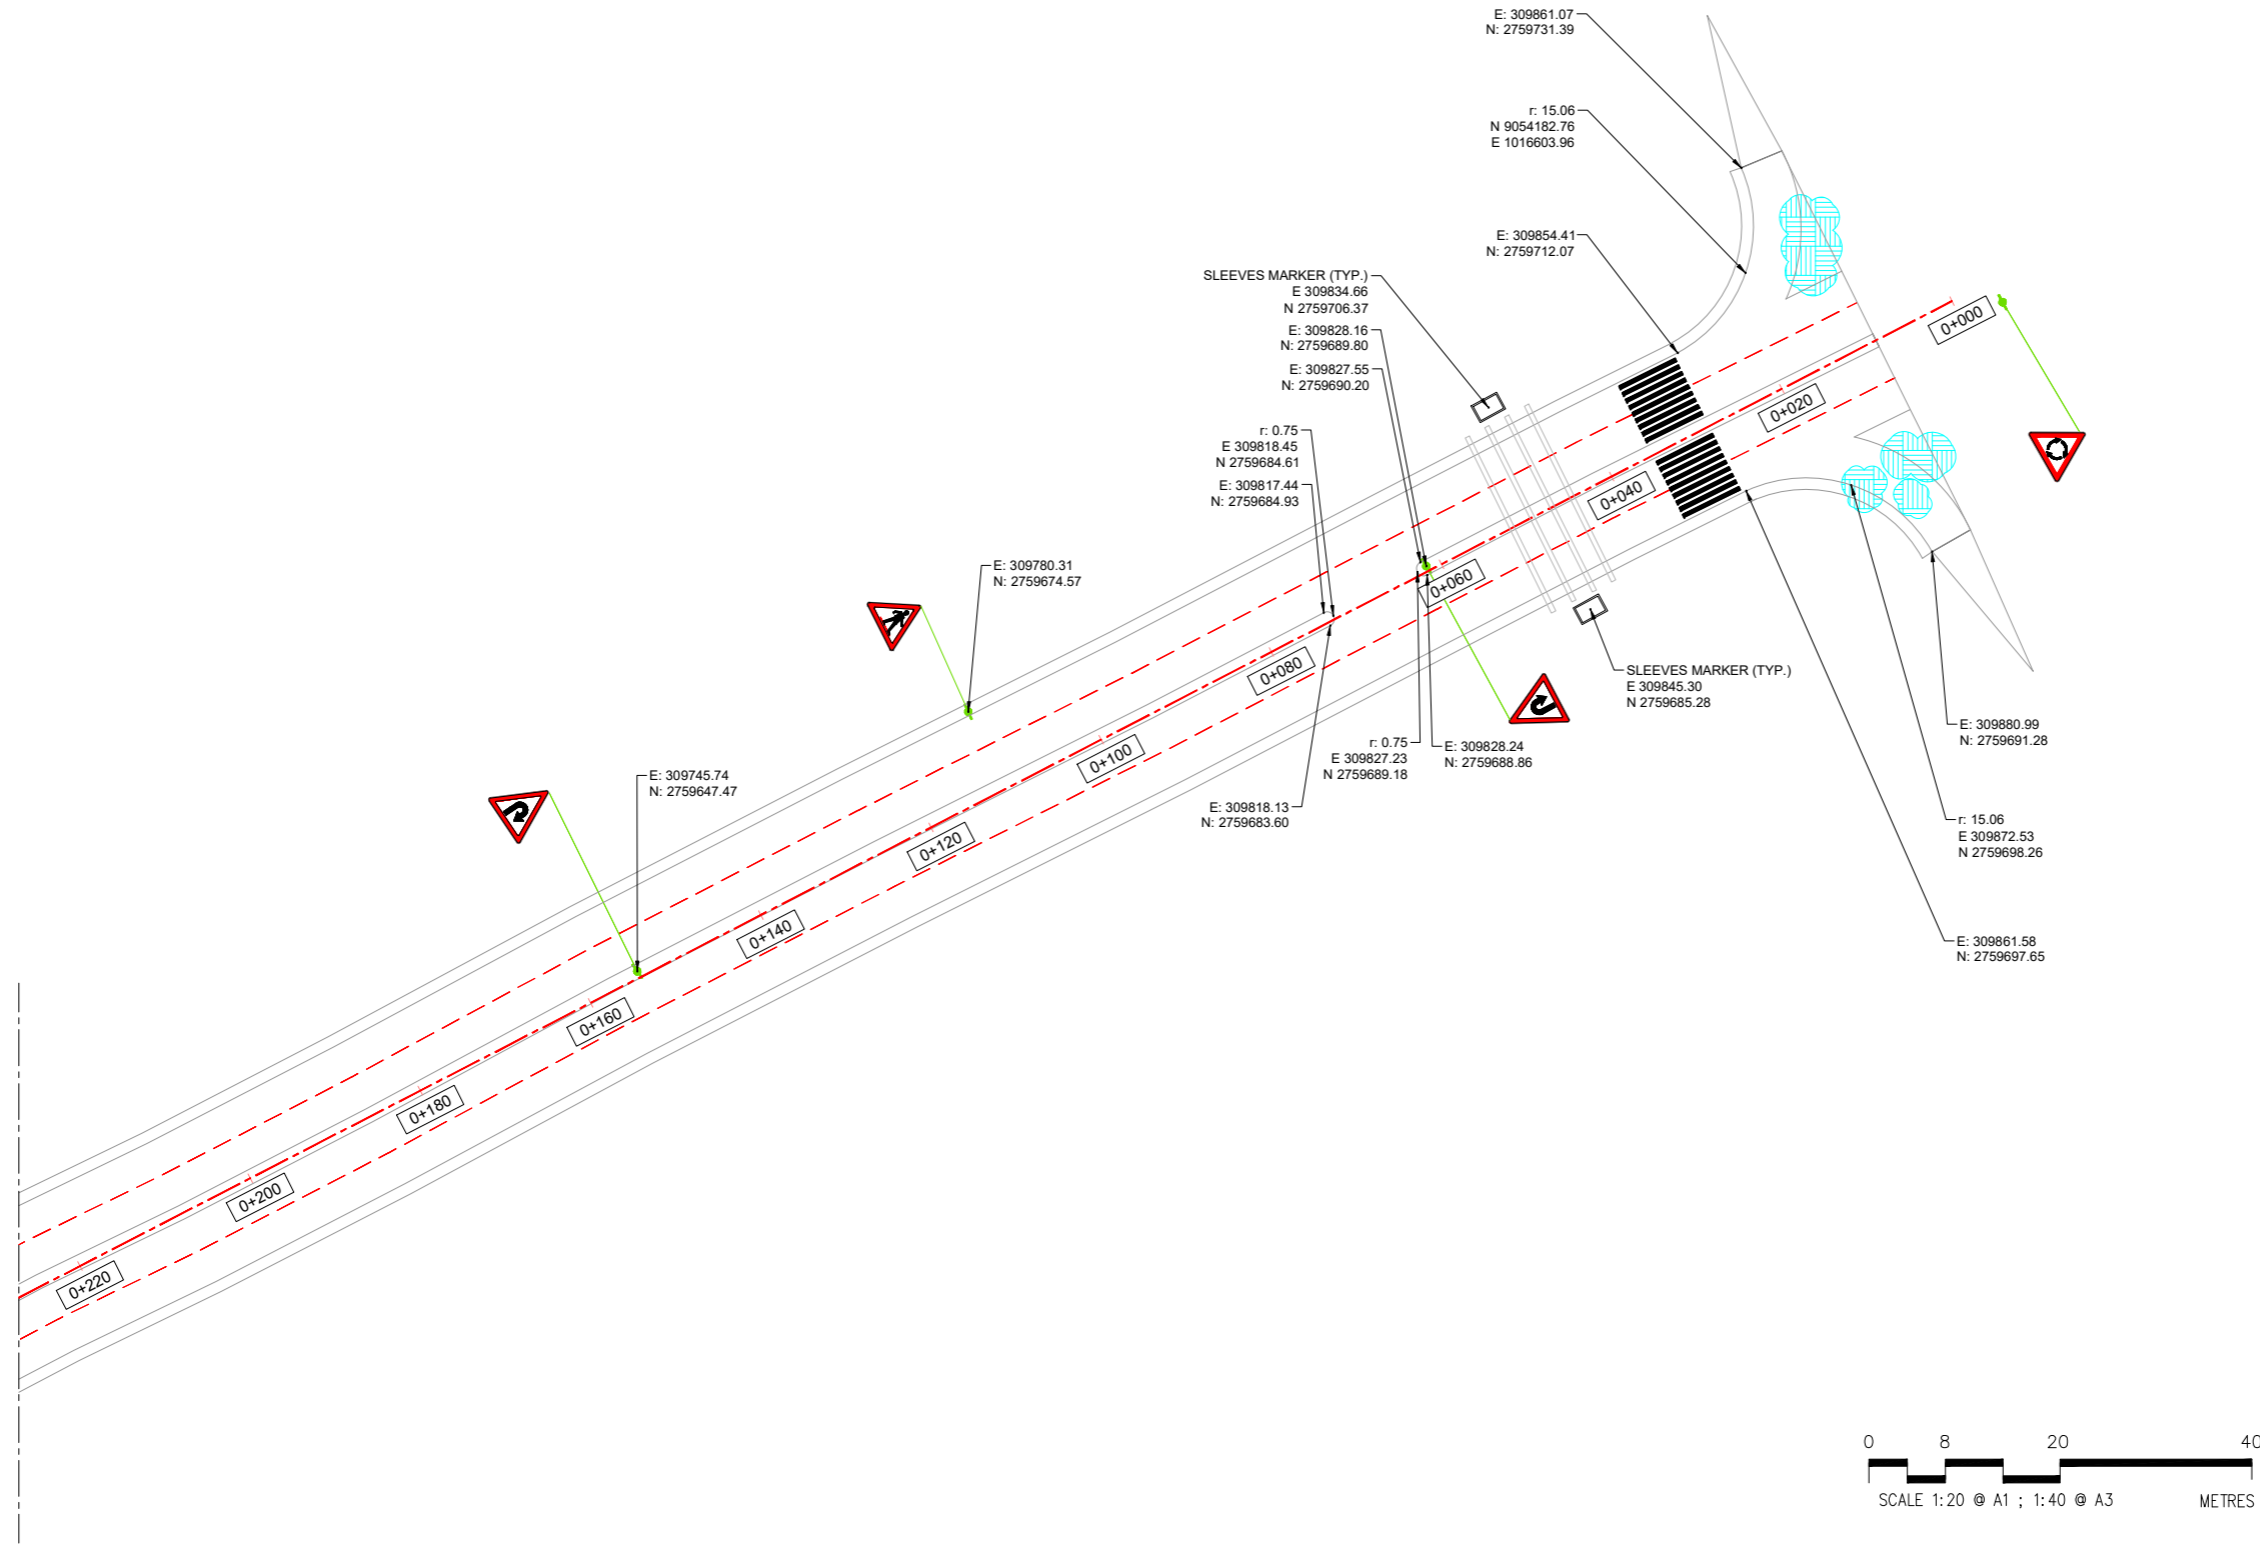 E: 309861.07
N: 2759731.39
r: 15.06
N 9054182.76
E 1016603.96
E: 309854.41
N: 2759712.07
SLEEVES MARKER (TYP.)
E 309834.66
N 2759706.37
E: 309828.16
N: 2759689.80
E: 309827.55
N: 2759690.20
r: 0.75
E 309818.45
N 2759684.61
E: 309817.44
N: 2759684.93
E: 309780.31
N: 2759674.57
E: 309745.74
N: 2759647.47
0+000
0+020
0+040
0+060
0+080
0+100
0+120
0+140
0+160
0+180
0+200
0+220
SLEEVES MARKER (TYP.)
E 309845.30
N 2759685.28
r: 0.75
E 309827.23
N 2759689.18
E: 309828.24
N: 2759688.86
E: 309818.13
N: 2759683.60
E: 309880.99
N: 2759691.28
r: 15.06
E 309872.53
N 2759698.26
E: 309861.58
N: 2759697.65
0 8 20 40
SCALE 1:20 @ A1 ; 1:40 @ A3 METRES